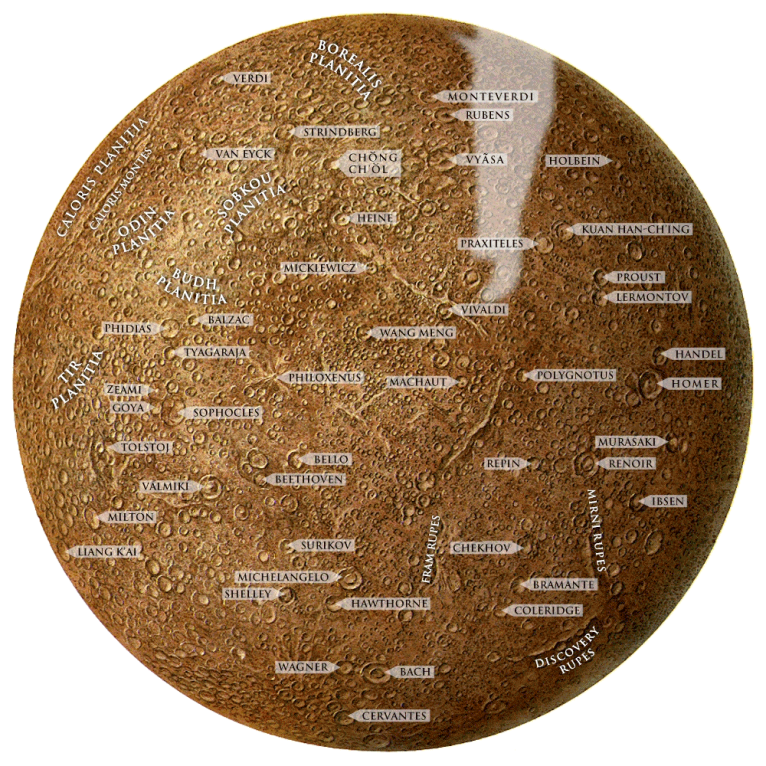 BOREALIS
PLANITIA
VERDI
MONTEVERDI
RUBENS
STRINDBERG
VAN EYCK
CHŎNG
CH'ŎL
VYĀSA
HOLBEIN
CALORIS PLANITIA
CALORIS MONTES
ODIN
PLANITIA
SOBKOU
PLANITIA
HEINE
KUAN HAN-CH'ING
PRAXITELES
MICKIEWICZ
PROUST
LERMONTOV
BUDH
PLANITIA
VIVALDI
BALZAC
PHIDIAS
WANG MENG
TYAGARAJA
HANDEL
TIR
PLANITIA
PHILOXENUS
MACHAUT
POLYGNOTUS
HOMER
ZEAMI
GOYA
SOPHOCLES
TOLSTOJ
MURASAKI
BELLO
REPIN
RENOIR
BEETHOVEN
VĀLMIKI
IBSEN
MILTON
MIRNI RUPES
FRAM RUPES
LIANG K'AI
SURIKOV
CHEKHOV
MICHELANGELO
BRAMANTE
SHELLEY
HAWTHORNE
COLERIDGE
DISCOVERY
RUPES
WAGNER
BACH
CERVANTES